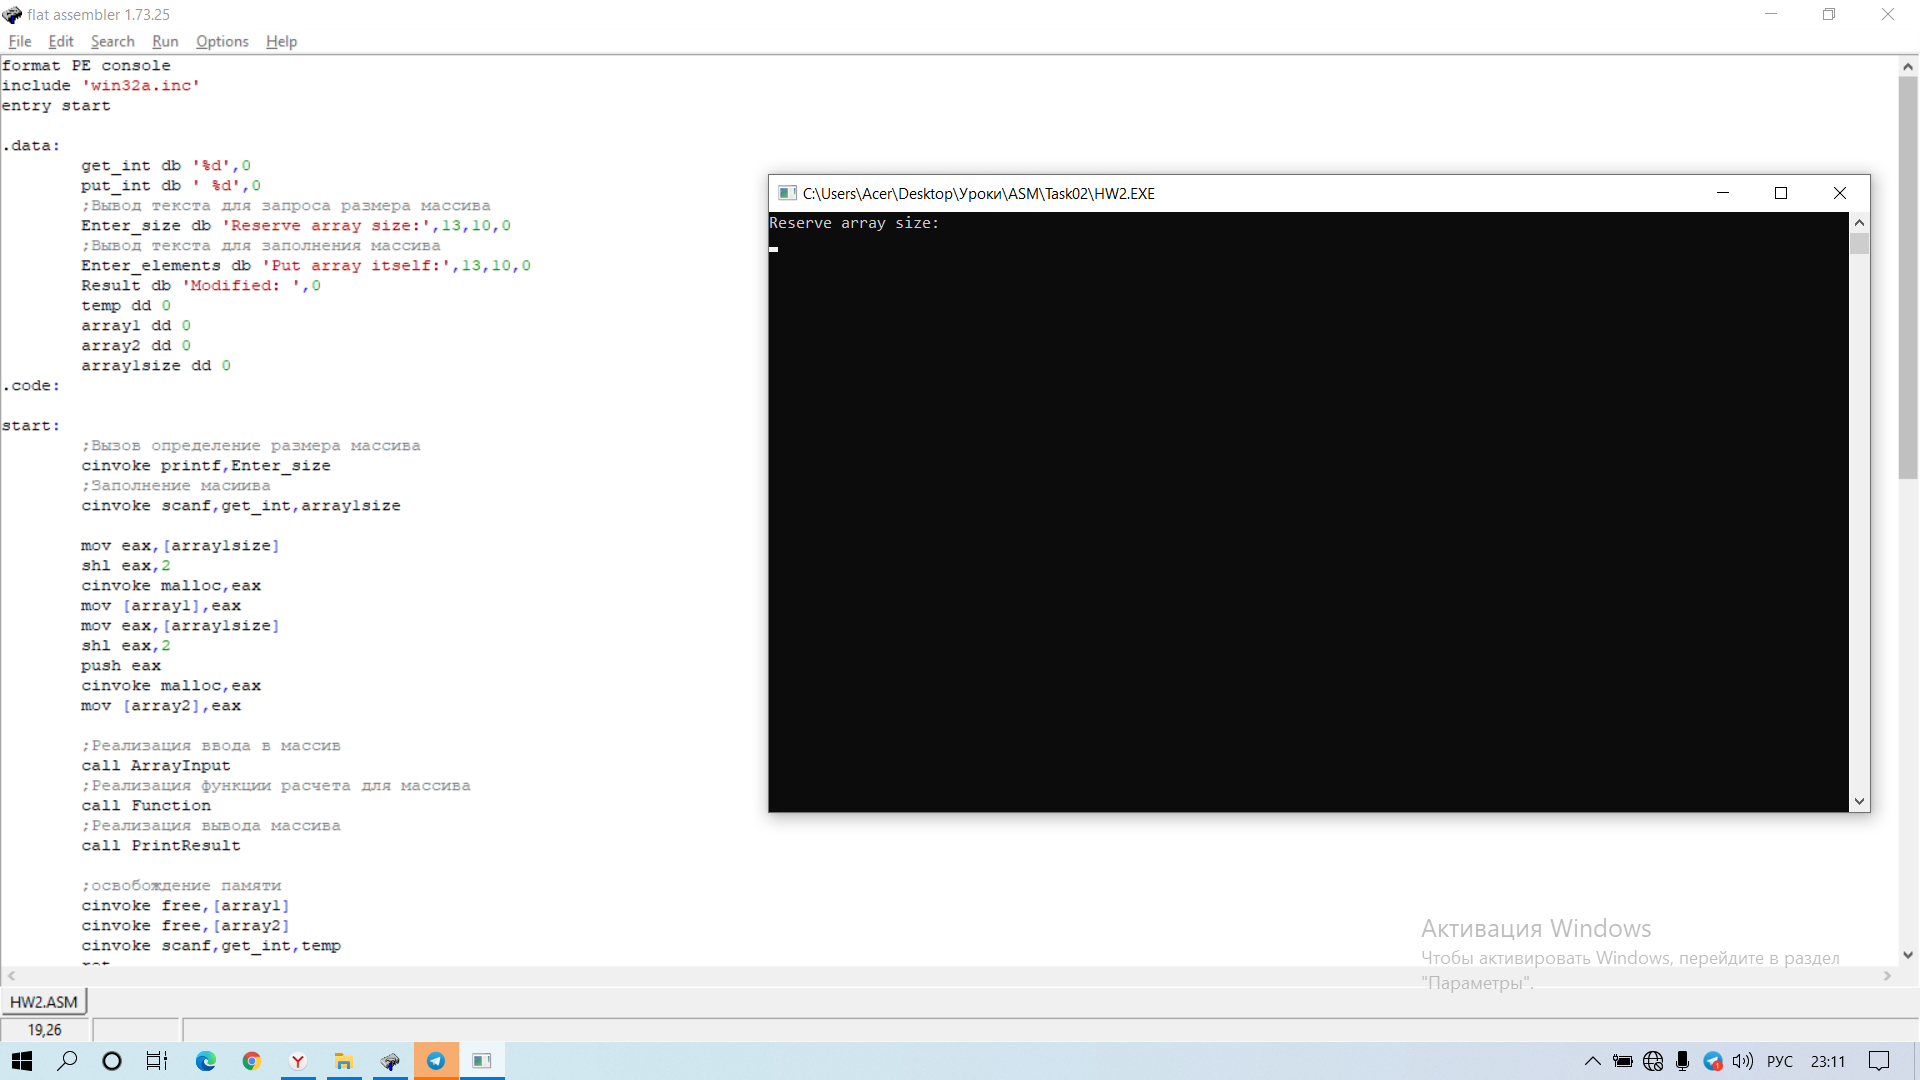 flat assembler 1.73.25
File Edit Search Run Options Help
format PE console
include 'win32a.inc'
entry start
.data:
get_int db '%d',0
put_int db ' %d',0
;Вывод текста для запроса размера массива
Enter_size db 'Reserve array size:',13,10,0
;Вывод текста для заполнения массива
Enter_elements db 'Put array itself:',13,10,0
Result db 'Modified: ',0
temp dd 0
array1 dd 0
array2 dd 0
array1size dd 0
.code:
start:
;Вызов определение размера массива
cinvoke printf,Enter_size
;Заполнение масиива
cinvoke scanf,get_int,array1size
mov eax,[array1size]
shl eax,2
cinvoke malloc,eax
mov [array1],eax
mov eax,[array1size]
shl eax,2
push eax
cinvoke malloc,eax
mov [array2],eax
;Реализация ввода в массив
call ArrayInput
;Реализация функции расчета для массива
call Function
;Реализация вывода массива
call PrintResult
;освобождение памяти
cinvoke free,[array1]
cinvoke free,[array2]
cinvoke scanf,get_int,temp
C:\Users\Acer\Desktop\Уроки\ASM\Task02\HW2.EXE
Reserve array size:
Активация Windows
Чтобы активировать Windows, перейдите в раздел
"Параметры".
HW2.ASM
19,26
РУС
23:11